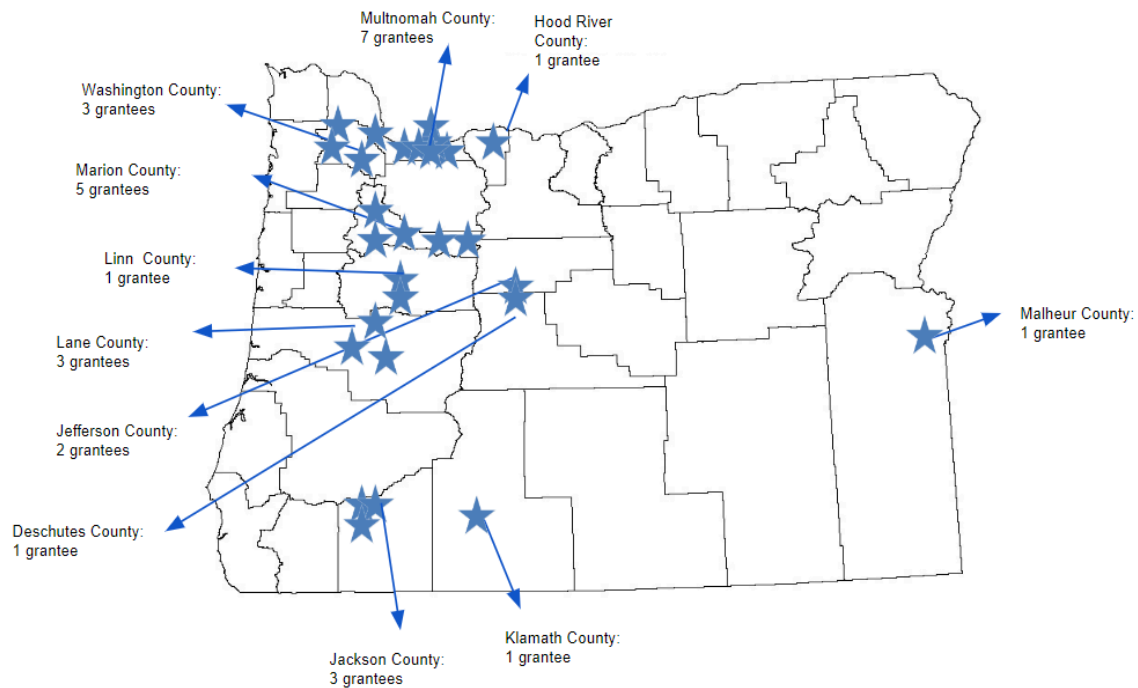 Multnomah County:
7 grantees
Hood River
County:
1 grantee
Washington County:
3 grantees
Marion County:
5 grantees
Linn  County:
1 grantee
Malheur County:
1 grantee
Lane County:
3 grantees
Jefferson County:
2 grantees
Deschutes County:
1 grantee
Klamath County:
1 grantee
Jackson County:
3 grantees